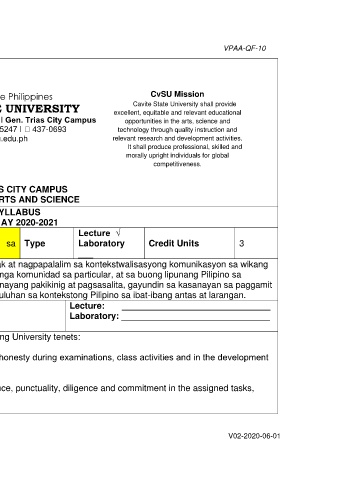 VPAA-QF-10
e Philippines
E UNIVERSITY
Gen. Trias City Campus
5247 437-0693
.edu.ph
CvSU Mission
Cavite State University shall provide
excellent, equitable and relevant educational
opportunities in the arts, science and
technology through quality instruction and
relevant research and development activities.
It shall produce professional, skilled and
morally upright individuals for global
competitiveness.
S CITY CAMPUS
RTS AND SCIENCE
YLLABUS
AY 2020-2021
sa Type Lecture √
Laboratory
Credit Units 3
k at nagpapalalim sa kontekstwalisasyong komunikasyon sa wikang
nga komunidad sa particular, at sa buong lipunang Pilipino sa
nayang pakikinig at pagsasalita, gayundin sa kasanayan sa paggamit
uluhan sa kontekstong Pilipino sa ibat-ibang antas at larangan.
Lecture:
Laboratory:
ng University tenets:
honesty during examinations, class activities and in the development
ce, punctuality, diligence and commitment in the assigned tasks,
V02-2020-06-01